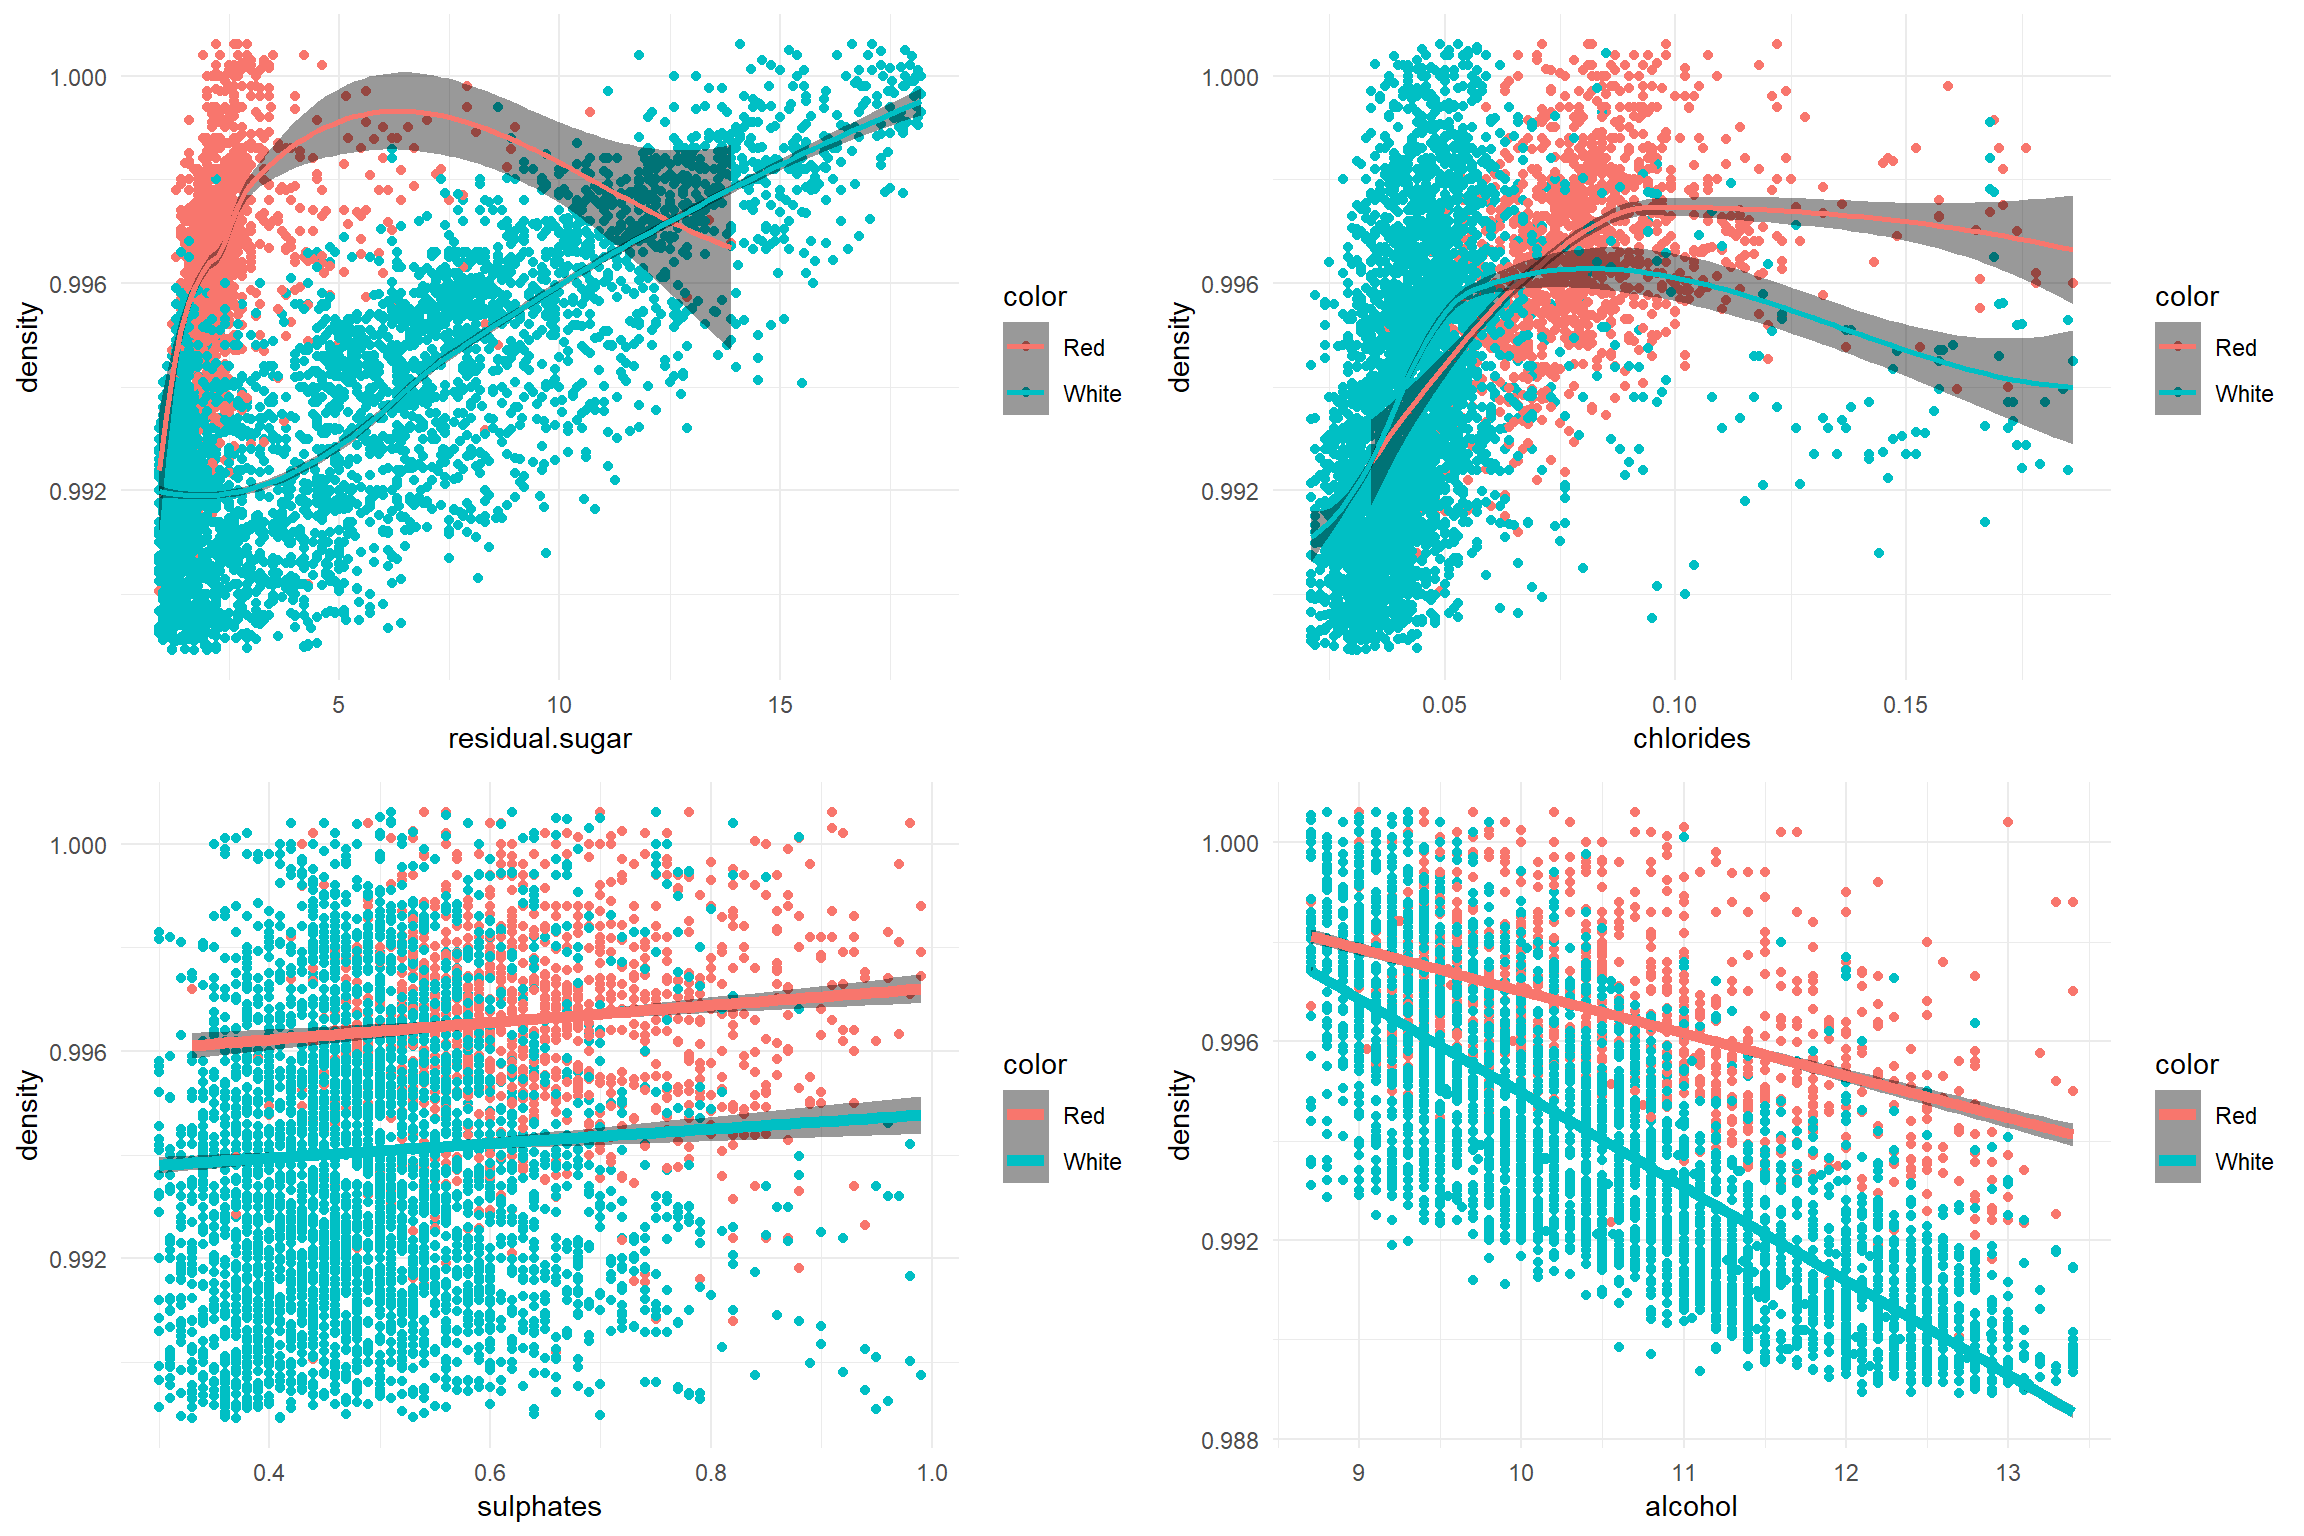 1.000
0.996
0.992
density
5 10 15
residual.sugar
color
Red
White
1.000
0.996
0.992
density
0.05 0.10 0.15
chlorides
color
Red
White
1.000
0.996
0.992
density
0.4 0.6 0.8 1.0
sulphates
color
Red
White
1.000
0.996
0.992
0.988
density
9 10 11 12 13
alcohol
color
Red
White